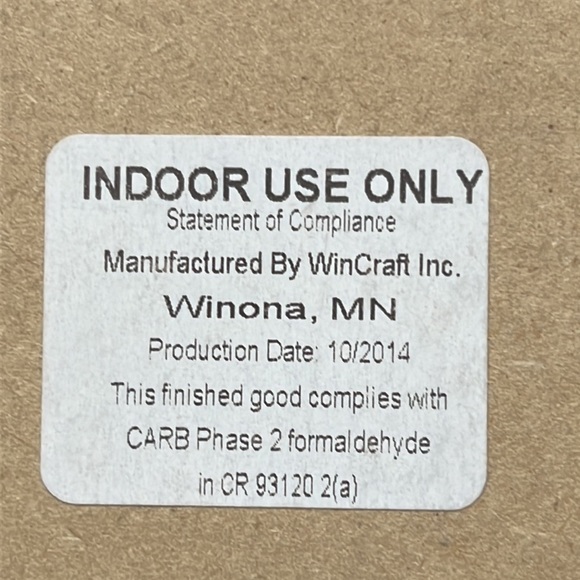 INDOOR USE ONLY
Statement of Compliance
Manufactured By WinCraft Inc.
Winona, MN
Production Date: 10/2014
This finished good complies with
CARB Phase 2 formaldehyde
in CR 93120 2(a)